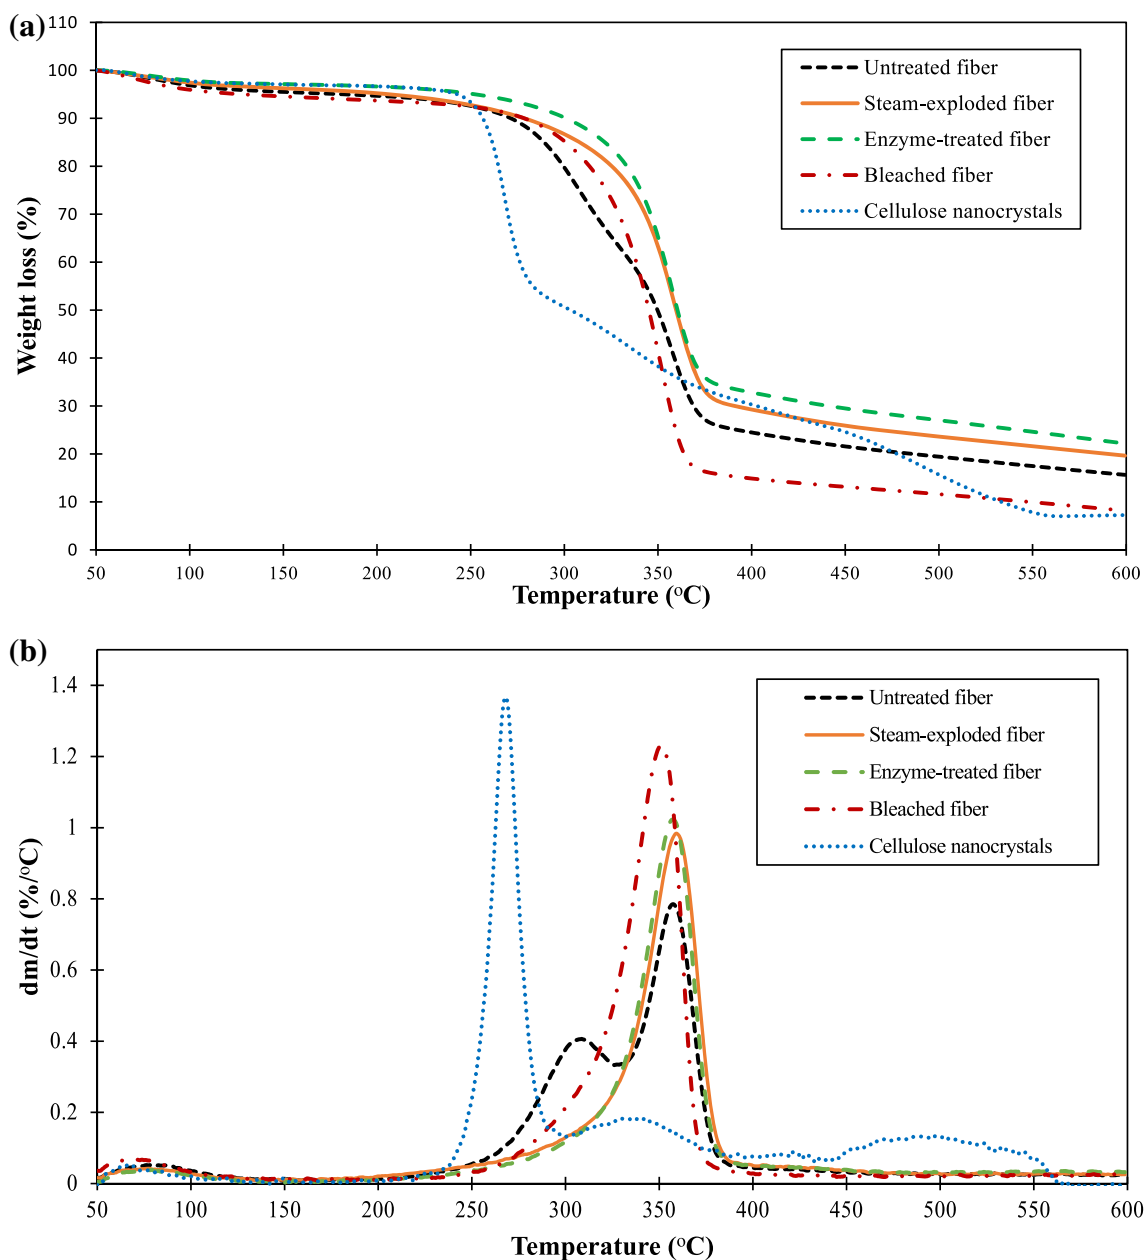 (a)
110
100
90
80
70
60
50
40
30
20
10
0
Weight loss (%)
Untreated fiber
Steam-exploded fiber
Enzyme-treated fiber
Bleached fiber
Cellulose nanocrystals
50 100 150 200 250 300 350 400 450 500 550 600
Temperature (°C)
(b)
1.4
1.2
1
0.8
0.6
0.4
0.2
0
dm/dt (%/°C)
Untreated fiber
Steam-exploded fiber
Enzyme-treated fiber
Bleached fiber
Cellulose nanocrystals
50 100 150 200 250 300 350 400 450 500 550 600
Temperature (°C)